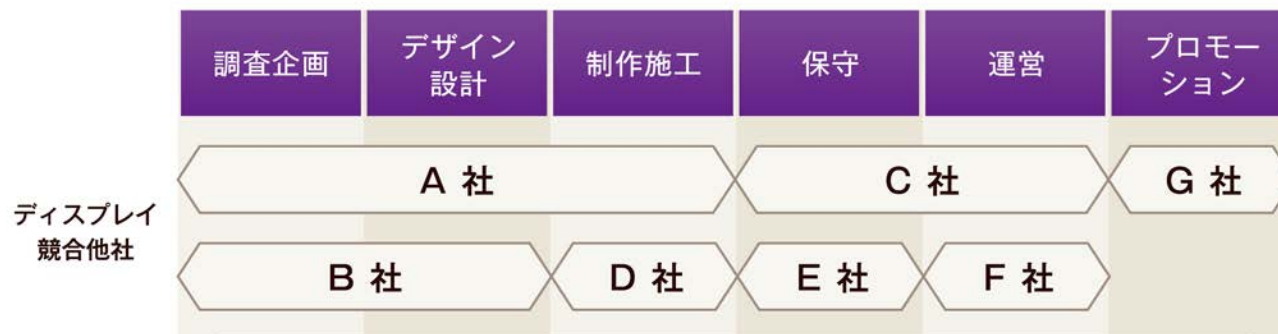 調査企画
デザイン
設計
制作施工
保守
運営
プロモー
ション
ディスプレイ
競合他社
A 社
C 社
G 社
B 社
D 社
E 社
F 社